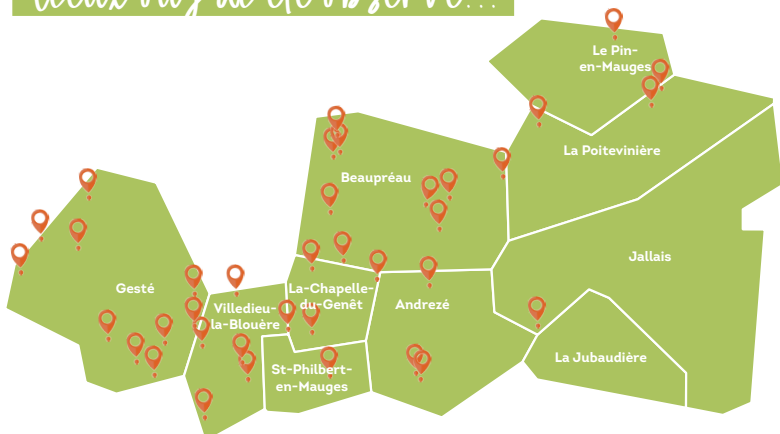 Le Pin-
en-Mauges
La Poitevinière
Beaupréau
Jallais
Gesté
La-Chapelle-
du-Genêt
Villedieu-
la-Blouère
Andrezé
La Jubaudière
St-Philbert-
en-Mauges